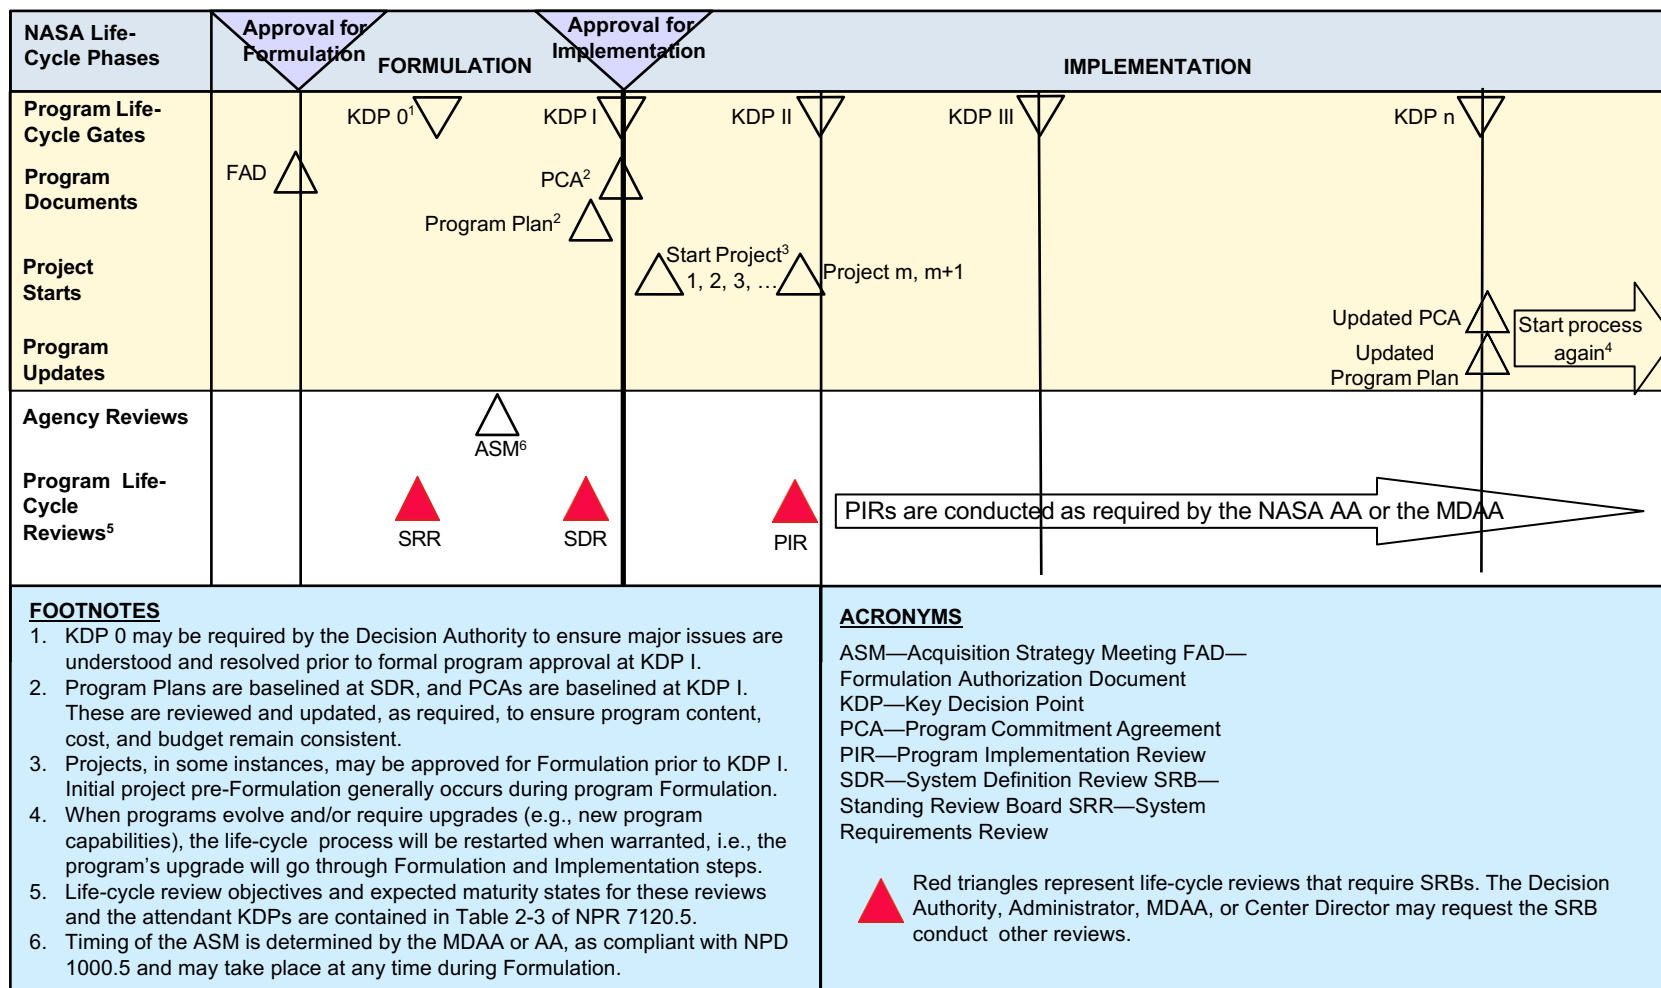 NASA Life-
Cycle Phases
Approval for
Formulation
FORMULATION
Approval for
Implementation
IMPLEMENTATION
Program Life-
Cycle Gates
KDP 0¹
KDP I
KDP II
KDP III
KDP n
Program
Documents
FAD
PCA²
Program Plan²
Project
Starts
Start Project³
1, 2, 3, …
Project m, m+1
Program
Updates
Updated PCA
Updated
Program Plan
Start process
again⁴
Agency Reviews
ASM⁶
Program Life-
Cycle
Reviews⁵
SRR
SDR
PIR
PIRs are conducted as required by the NASA AA or the MDAA
FOOTNOTES
1. KDP 0 may be required by the Decision Authority to ensure major issues are
understood and resolved prior to formal program approval at KDP I.
2. Program Plans are baselined at SDR, and PCAs are baselined at KDP I.
These are reviewed and updated, as required, to ensure program content,
cost, and budget remain consistent.
3. Projects, in some instances, may be approved for Formulation prior to KDP I.
Initial project pre-Formulation generally occurs during program Formulation.
4. When programs evolve and/or require upgrades (e.g., new program
capabilities), the life-cycle process will be restarted when warranted, i.e., the
program's upgrade will go through Formulation and Implementation steps.
5. Life-cycle review objectives and expected maturity states for these reviews
and the attendant KDPs are contained in Table 2-3 of NPR 7120.5.
6. Timing of the ASM is determined by the MDAA or AA, as compliant with NPD
1000.5 and may take place at any time during Formulation.
ACRONYMS
ASM—Acquisition Strategy Meeting FAD—
Formulation Authorization Document
KDP—Key Decision Point
PCA—Program Commitment Agreement
PIR—Program Implementation Review
SDR—System Definition Review SRB—
Standing Review Board SRR—System
Requirements Review
Red triangles represent life-cycle reviews that require SRBs. The Decision
Authority, Administrator, MDAA, or Center Director may request the SRB
conduct other reviews.